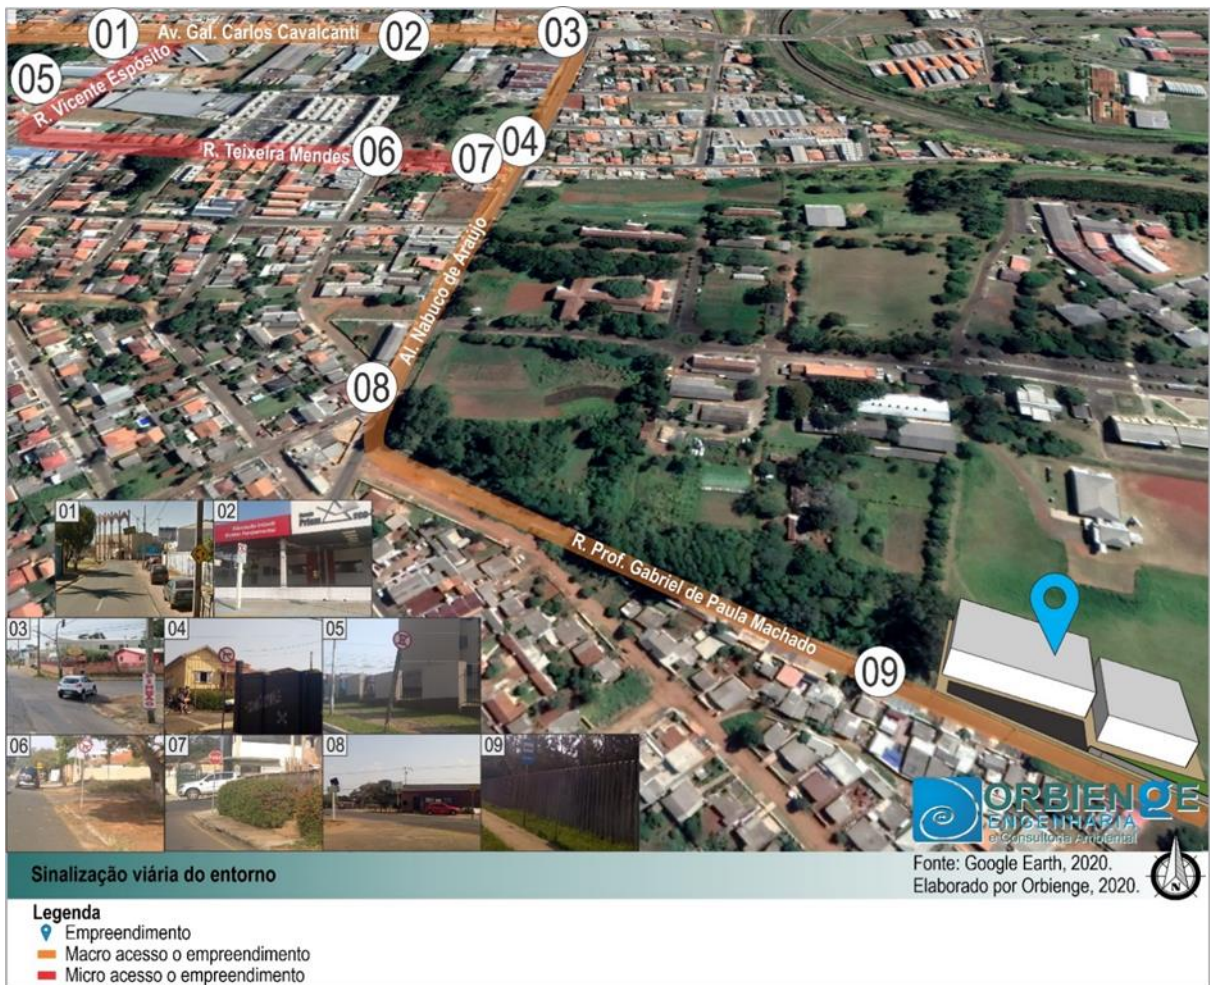 01
Av. Gal. Carlos Cavalcanti
02
03
05
R. Vicente Espósito
R. Teixeira Mendes
06
07
04
Al. Nabuco de Araújo
08
R. Prof. Gabriel de Paula Machado
09
01
02
03
04
05
06
07
08
09
ORBIENGE
ENGENHARIA
e Consultoria Ambiental
Sinalização viária do entorno
Fonte: Google Earth, 2020.
Elaborado por Orbienge, 2020.
N
Legenda
Empreendimento
Macro acesso o empreendimento
Micro acesso o empreendimento